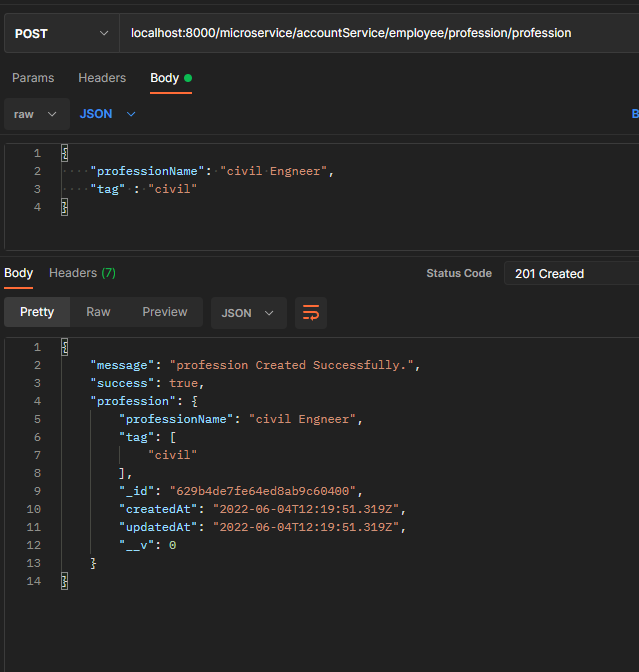 POST localhost:8000/microservice/accountService/employee/profession/profession
Params Headers Body
raw JSON B
1 {
2 "professionName": "civil Engneer",
3 "tag" : "civil"
4 }
Body Headers (7) Status Code 201 Created
Pretty Raw Preview JSON
1 {
2 "message": "profession Created Successfully.",
3 "success": true,
4 "profession": {
5 "professionName": "civil Engneer",
6 "tag": [
7 "civil"
8 ],
9 "_id": "629b4de7fe64ed8ab9c60400",
10 "createdAt": "2022-06-04T12:19:51.319Z",
11 "updatedAt": "2022-06-04T12:19:51.319Z",
12 "__v": 0
13 }
14 }